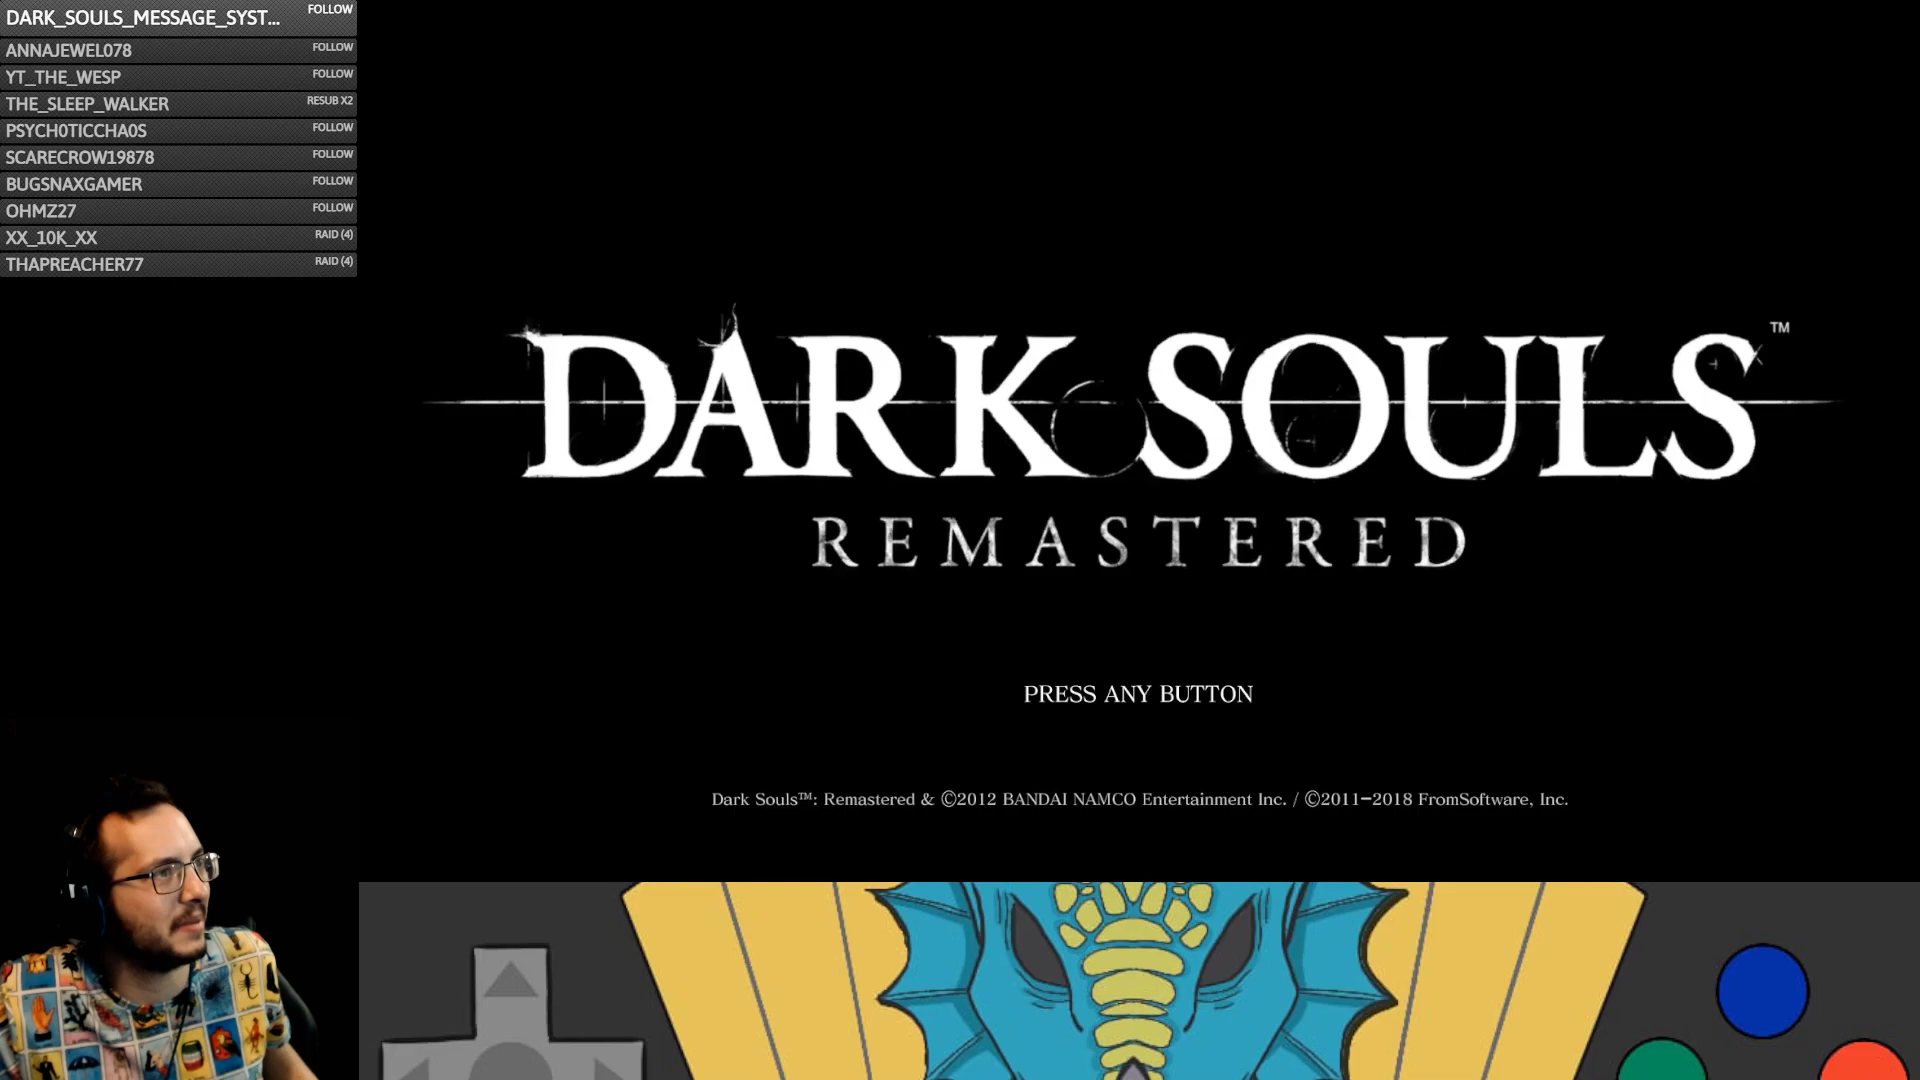 DARK_SOULS_MESSAGE_SYST... FOLLOW
ANNAJEWEL078 FOLLOW
YT_THE_WESP FOLLOW
THE_SLEEP_WALKER RESUB X2
PSYCH0TICCHA0S FOLLOW
SCARECROW19878 FOLLOW
BUGSNAXGAMER FOLLOW
OHMZ27 FOLLOW
XX_10K_XX RAID (4)
THAPREACHER77 RAID (4)
DARK SOULS™
REMASTERED
PRESS ANY BUTTON
Dark Souls™: Remastered & ©2012 BANDAI NAMCO Entertainment Inc. / ©2011–2018 FromSoftware, Inc.